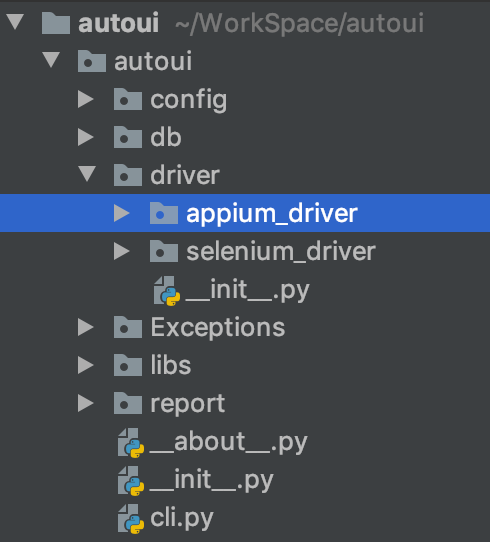 autoui ~/WorkSpace/autoui
autoui
config
db
driver
appium_driver
selenium_driver
__init__.py
Exceptions
libs
report
__about__.py
__init__.py
cli.py